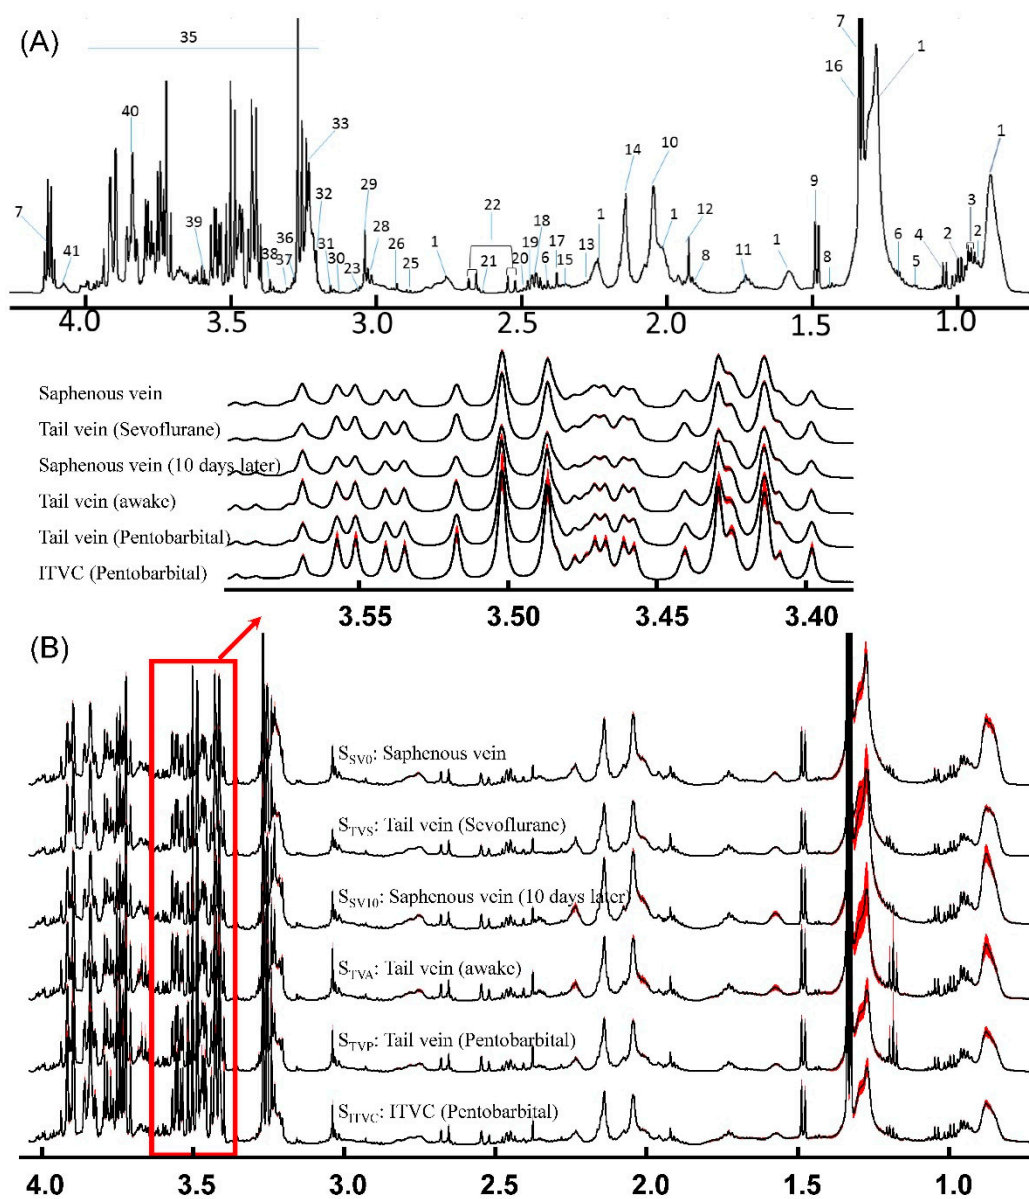 (A)
35
7
1
16
40
33
14
10
29
32
28
22
18
1
1
12
9
3
7
41
39
38
36
37
31
30
23
26
25
1
21
20
19
6
17
15
13
8
11
1
8
6
5
4
2
2
1
4.0 3.5 3.0 2.5 2.0 1.5 1.0
Saphenous vein
Tail vein (Sevoflurane)
Saphenous vein (10 days later)
Tail vein (awake)
Tail vein (Pentobarbital)
ITVC (Pentobarbital)
3.55 3.50 3.45 3.40
(B)
SSV0: Saphenous vein
STVS: Tail vein (Sevoflurane)
SSV10: Saphenous vein (10 days later)
STVA: Tail vein (awake)
STVP: Tail vein (Pentobarbital)
SITVC: ITVC (Pentobarbital)
4.0 3.5 3.0 2.5 2.0 1.5 1.0